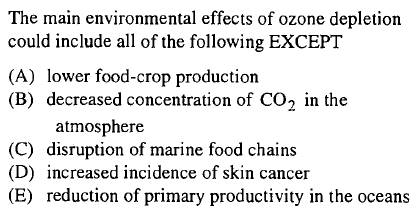 The main environmental effects of ozone depletion
could include all of the following EXCEPT
(A) lower food-crop production
(B) decreased concentration of CO₂ in the
atmosphere
(C) disruption of marine food chains
(D) increased incidence of skin cancer
(E) reduction of primary productivity in the oceans